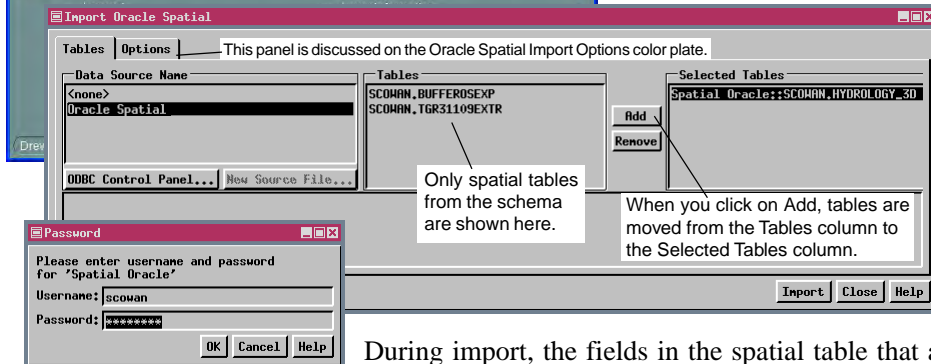 Import Oracle Spatial
Tables Options
This panel is discussed on the Oracle Spatial Import Options color plate.
Data Source Name
<none>
Oracle Spatial
ODBC Control Panel... New Source File...
Tables
SCOWAN.BUFFEROSEXP
SCOWAN.TGR31109EXTR
Only spatial tables
from the schema
are shown here.
Add
Remove
Selected Tables
Spatial Oracle::SCOWAN.HYDROLOGY_3D
When you click on Add, tables are
moved from the Tables column to
the Selected Tables column.
Import Close Help
Drew
Password
Please enter username and password
for 'Spatial Oracle'
Username: scowan
Password: ********
OK Cancel Help
During import, the fields in the spatial table that a